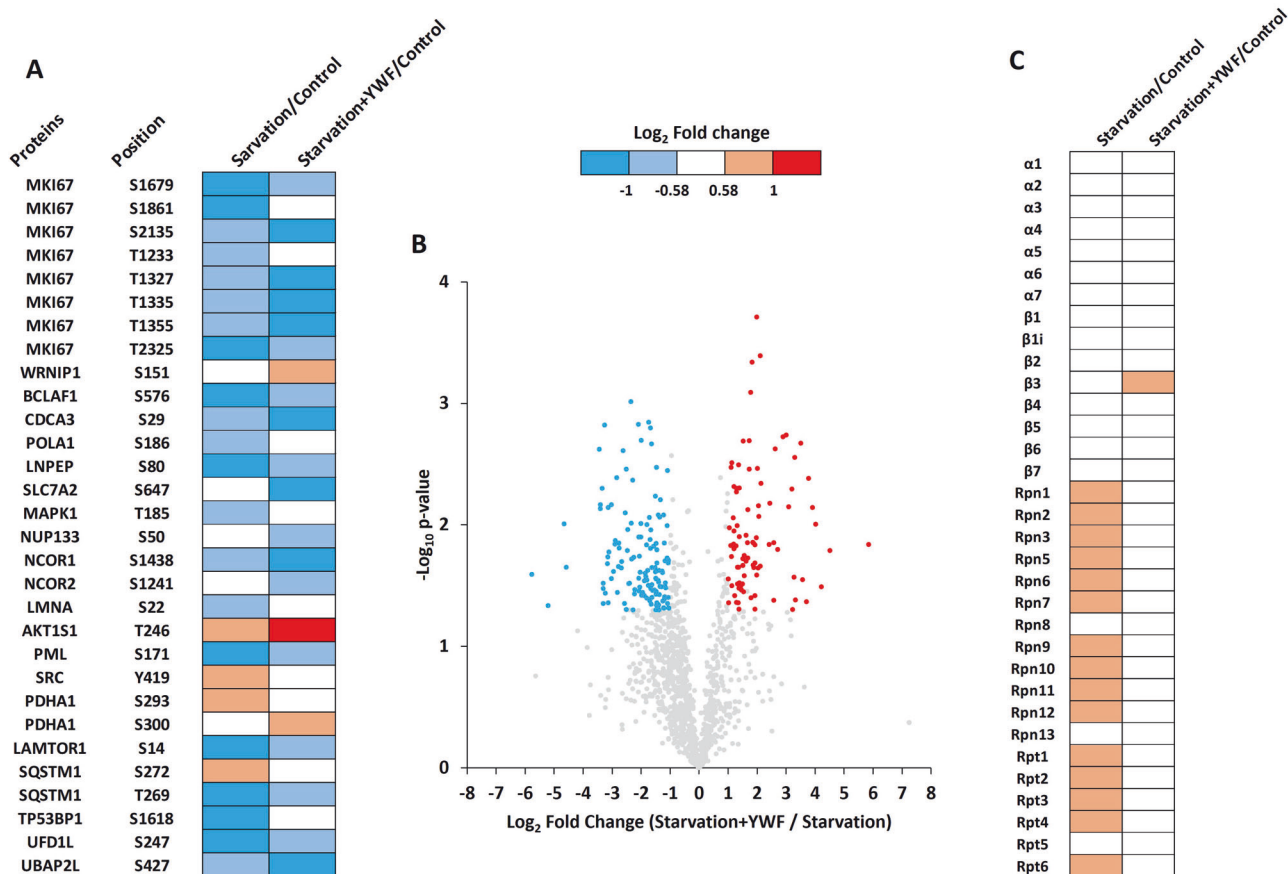 A
Proteins
Position
Sarvation/Control
Starvation+YWF/Control
MKI67 S1679
MKI67 S1861
MKI67 S2135
MKI67 T1233
MKI67 T1327
MKI67 T1335
MKI67 T1355
MKI67 T2325
WRNIP1 S151
BCLAF1 S576
CDCA3 S29
POLA1 S186
LNPEP S80
SLC7A2 S647
MAPK1 T185
NUP133 S50
NCOR1 S1438
NCOR2 S1241
LMNA S22
AKT1S1 T246
PML S171
SRC Y419
PDHA1 S293
PDHA1 S300
LAMTOR1 S14
SQSTM1 S272
SQSTM1 T269
TP53BP1 S1618
UFD1L S247
UBAP2L S427
Log2 Fold change
-1 -0.58 0.58 1
B
-Log10 p-value
4
3
2
1
0
-8 -7 -6 -5 -4 -3 -2 -1 0 1 2 3 4 5 6 7 8
Log2 Fold Change (Starvation+YWF / Starvation)
C
Starvation/Control
Starvation+YWF/Control
α1
α2
α3
α4
α5
α6
α7
β1
β1i
β2
β3
β4
β5
β6
β7
Rpn1
Rpn2
Rpn3
Rpn5
Rpn6
Rpn7
Rpn8
Rpn9
Rpn10
Rpn11
Rpn12
Rpn13
Rpt1
Rpt2
Rpt3
Rpt4
Rpt5
Rpt6